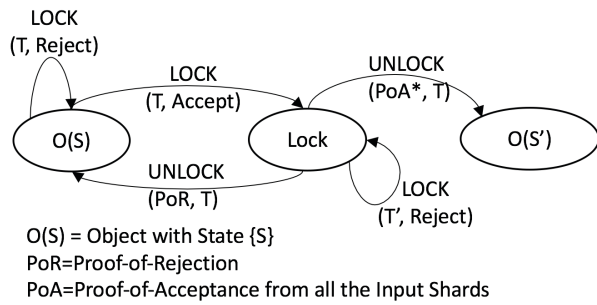 LOCK
(T, Reject)
LOCK
(T, Accept)
UNLOCK
(PoA*, T)
O(S)
Lock
O(S’)
UNLOCK
(PoR, T)
LOCK
(T’, Reject)
O(S) = Object with State {S}
PoR=Proof-of-Rejection
PoA=Proof-of-Acceptance from all the Input Shards